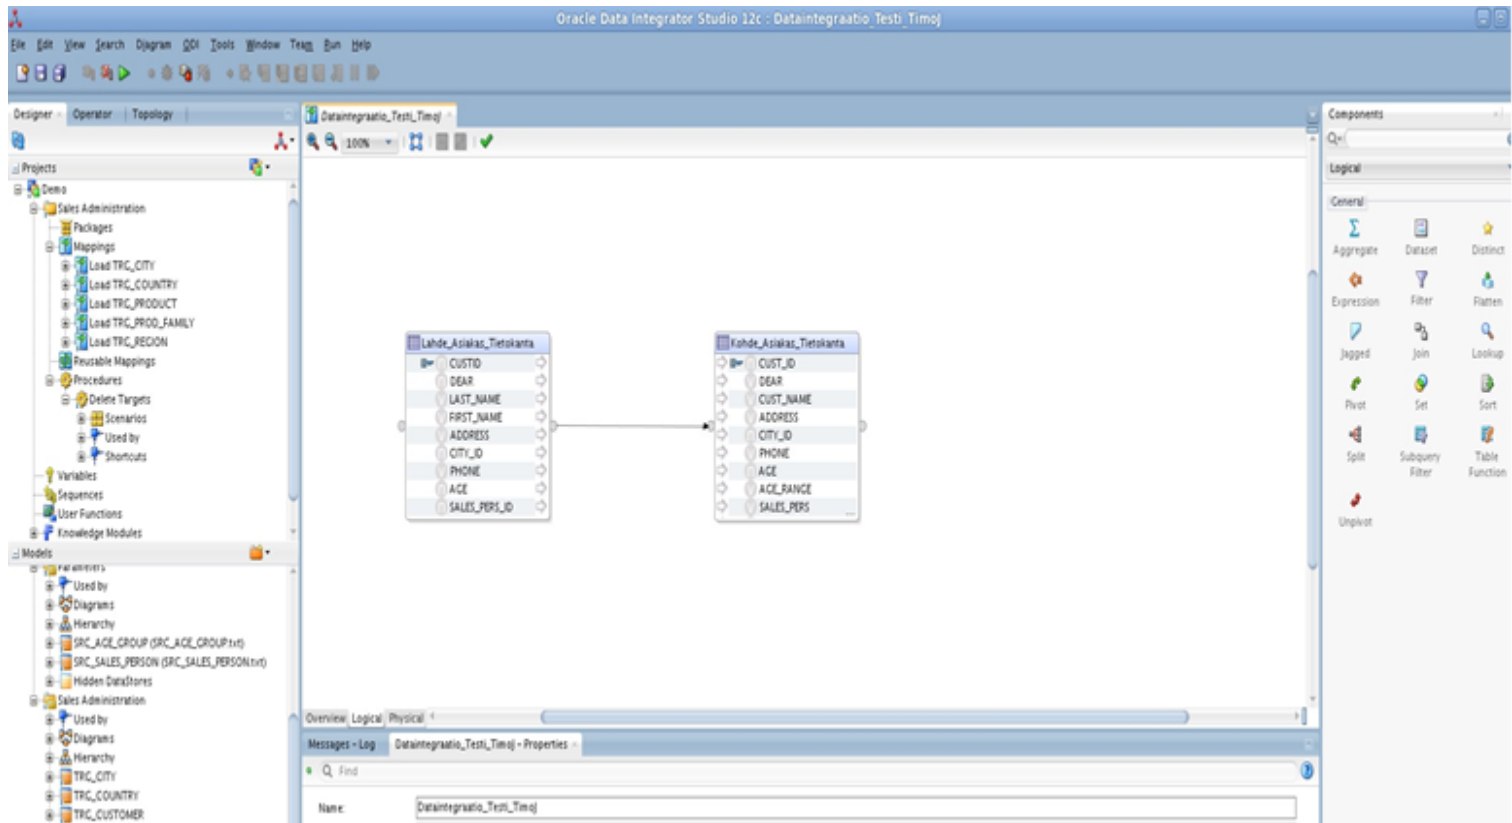 Oracle Data Integrator Studio 12c : Dataintegraatio_Testi_TimoJ
File Edit View Search Diagram ODI Tools Window Team Run Help
Designer Operator Topology
Projects
Demo
Sales Administration
Packages
Mappings
Load TRG_CITY
Load TRG_COUNTRY
Load TRG_PRODUCT
Load TRG_PROD_FAMILY
Load TRG_REGION
Reusable Mappings
Procedures
Delete Targets
Scenarios
Used by
Shortcuts
Variables
Sequences
User Functions
Knowledge Modules
Models
Parameters
Used by
Diagrams
Hierarchy
SRC_AGE_GROUP (SRC_AGE_GROUP.txt)
SRC_SALES_PERSON (SRC_SALES_PERSON.txt)
Hidden DataStores
Sales Administration
Used by
Diagrams
Hierarchy
TRG_CITY
TRG_COUNTRY
TRG_CUSTOMER
Dataintegraatio_Testi_TimoJ
100%
Lahde_Asiakas_Tietokanta
CUSTID
DEAR
LAST_NAME
FIRST_NAME
ADDRESS
CITY_ID
PHONE
AGE
SALES_PERS_ID
Kohde_Asiakas_Tietokanta
CUST_ID
DEAR
CUST_NAME
ADDRESS
CITY_ID
PHONE
AGE
AGE_RANGE
SALES_PERS
...
Overview Logical Physical
Messages - Log Dataintegraatio_Testi_TimoJ - Properties
Find
Name: Dataintegraatio_Testi_TimoJ
Components
Logical
General
Aggregate Dataset Distinct
Expression Filter Flatten
Jagged Join Lookup
Pivot Set Sort
Split Subquery Filter Table Function
Unpivot